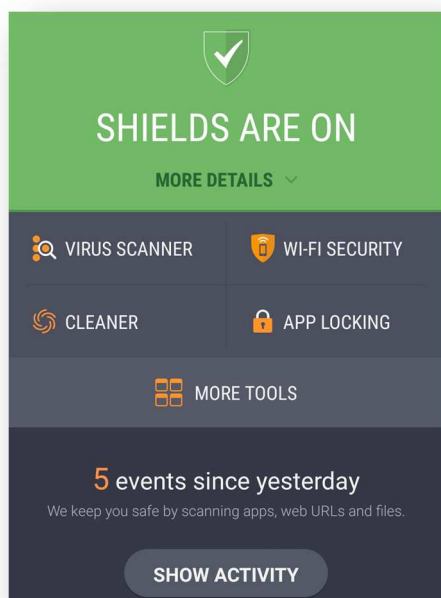 SHIELDS ARE ON
MORE DETAILS
VIRUS SCANNER
WI-FI SECURITY
CLEANER
APP LOCKING
MORE TOOLS
5 events since yesterday
We keep you safe by scanning apps, web URLs and files.
SHOW ACTIVITY